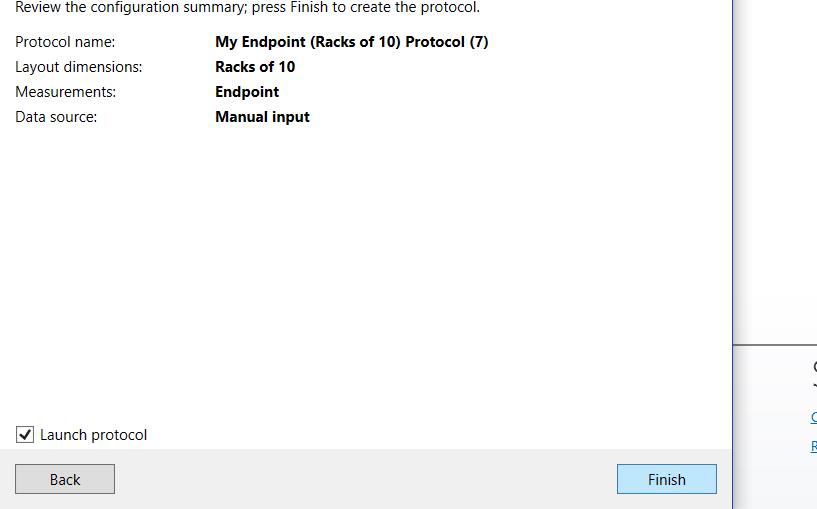 Review the configuration summary; press Finish to create the protocol.
Protocol name: My Endpoint (Racks of 10) Protocol (7)
Layout dimensions: Racks of 10
Measurements: Endpoint
Data source: Manual input
Launch protocol
Back Finish